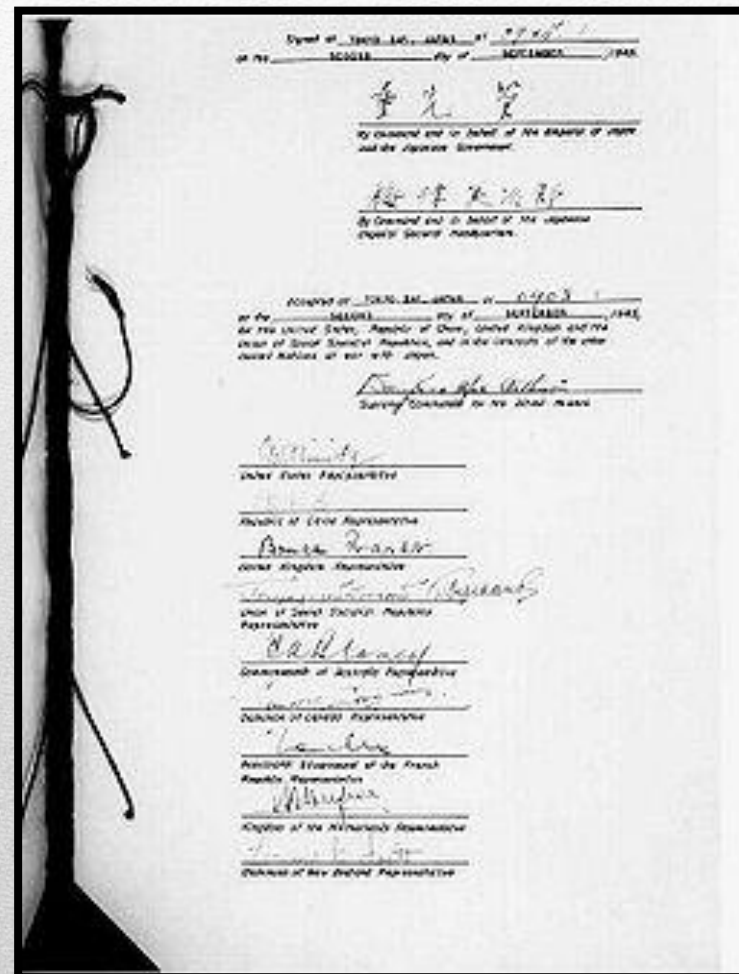 Signed at TOKYO BAY, JAPAN at
on the SECOND day of SEPTEMBER, 1945.
重光 葵
By Command and in behalf of the Emperor of Japan
and the Japanese Government.
梅津美治郎
By Command and in behalf of the Japanese
Imperial General Headquarters.
Accepted at TOKYO BAY, JAPAN at 0908 I
on the SECOND day of SEPTEMBER, 1945,
for the United States, Republic of China, United Kingdom and the
Union of Soviet Socialist Republics, and in the interests of the other
United Nations at war with Japan.
Douglas MacArthur
Supreme Commander for the Allied Powers
C.W. Nimitz
United States Representative
Republic of China Representative
Bruce Fraser
United Kingdom Representative
Union of Soviet Socialist Republics
Representative
Commonwealth of Australia Representative
Dominion of Canada Representative
Provisional Government of the French
Republic Representative
Kingdom of the Netherlands Representative
Dominion of New Zealand Representative